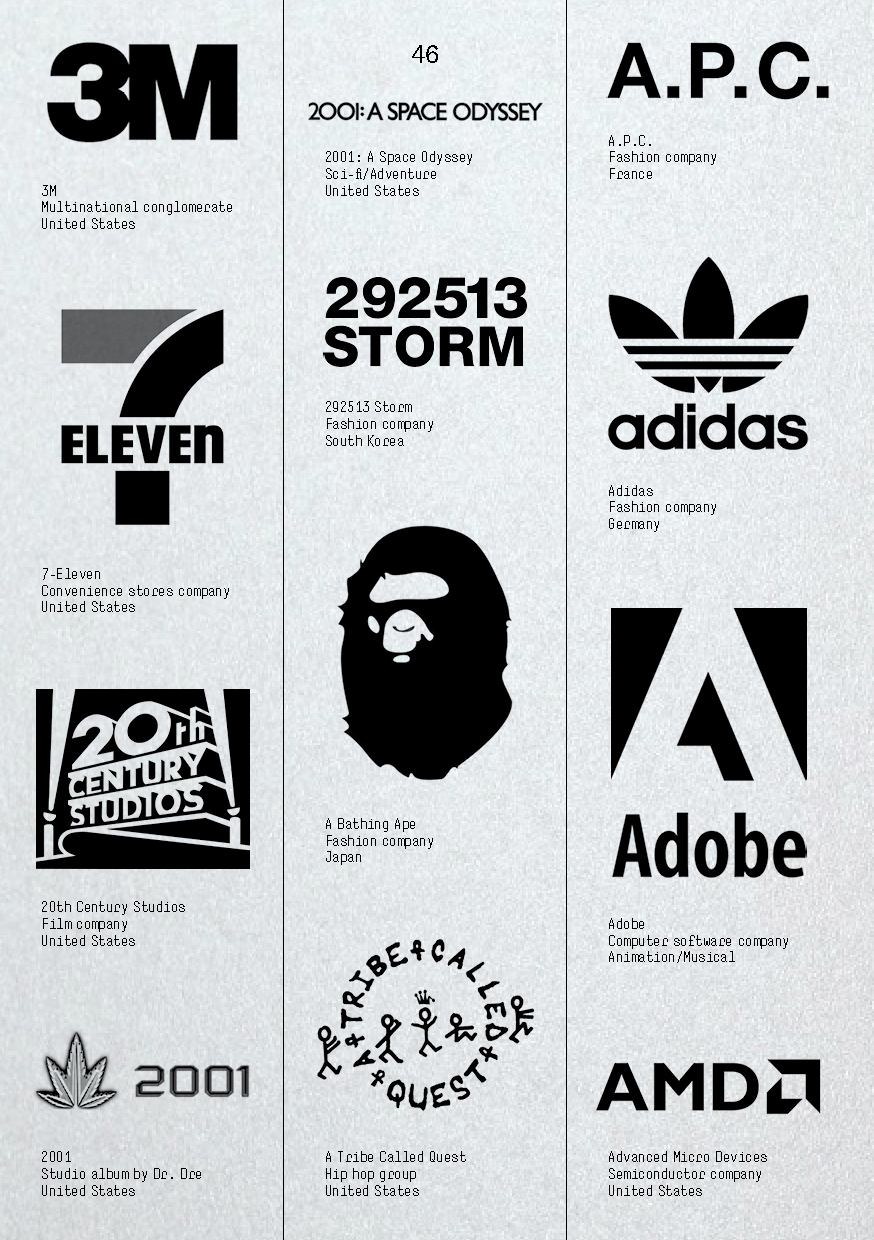 3M
3M
Multinational conglomerate
United States
7
ELEVEn
7-Eleven
Convenience stores company
United States
20th
CENTURY
STUDIOS
20th Century Studios
Film company
United States
2001
2001
Studio album by Dr. Dre
United States
46
2001: A SPACE ODYSSEY
2001: A Space Odyssey
Sci-fi/Adventure
United States
292513
STORM
292513 Storm
Fashion company
South Korea
A Bathing Ape
Fashion company
Japan
A TRIBE CALLED
QUEST
A Tribe Called Quest
Hip hop group
United States
A.P.C.
A.P.C.
Fashion company
France
adidas
Adidas
Fashion company
Germany
Adobe
Adobe
Computer software company
Animation/Musical
AMD
Advanced Micro Devices
Semiconductor company
United States